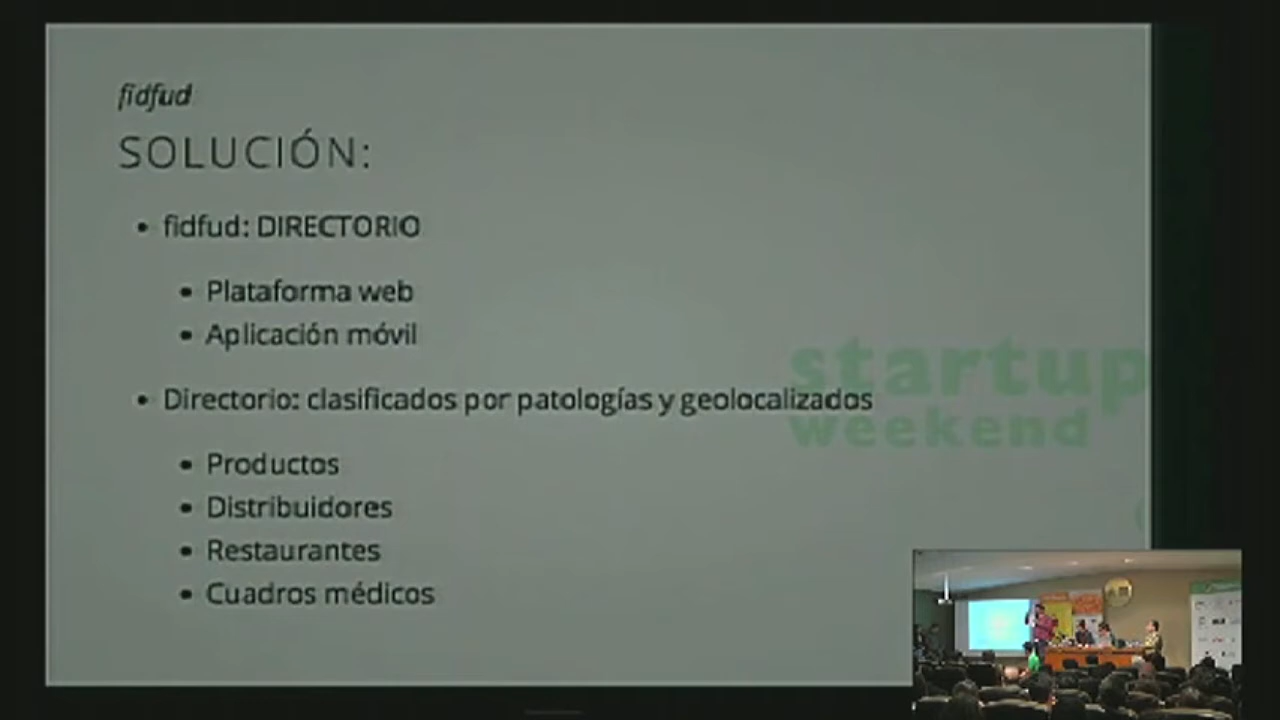 fidfud
SOLUCIÓN:
• fidfud: DIRECTORIO
• Plataforma web
• Aplicación móvil
• Directorio: clasificados por patologías y geolocalizados
• Productos
• Distribuidores
• Restaurantes
• Cuadros médicos
startup
weekend